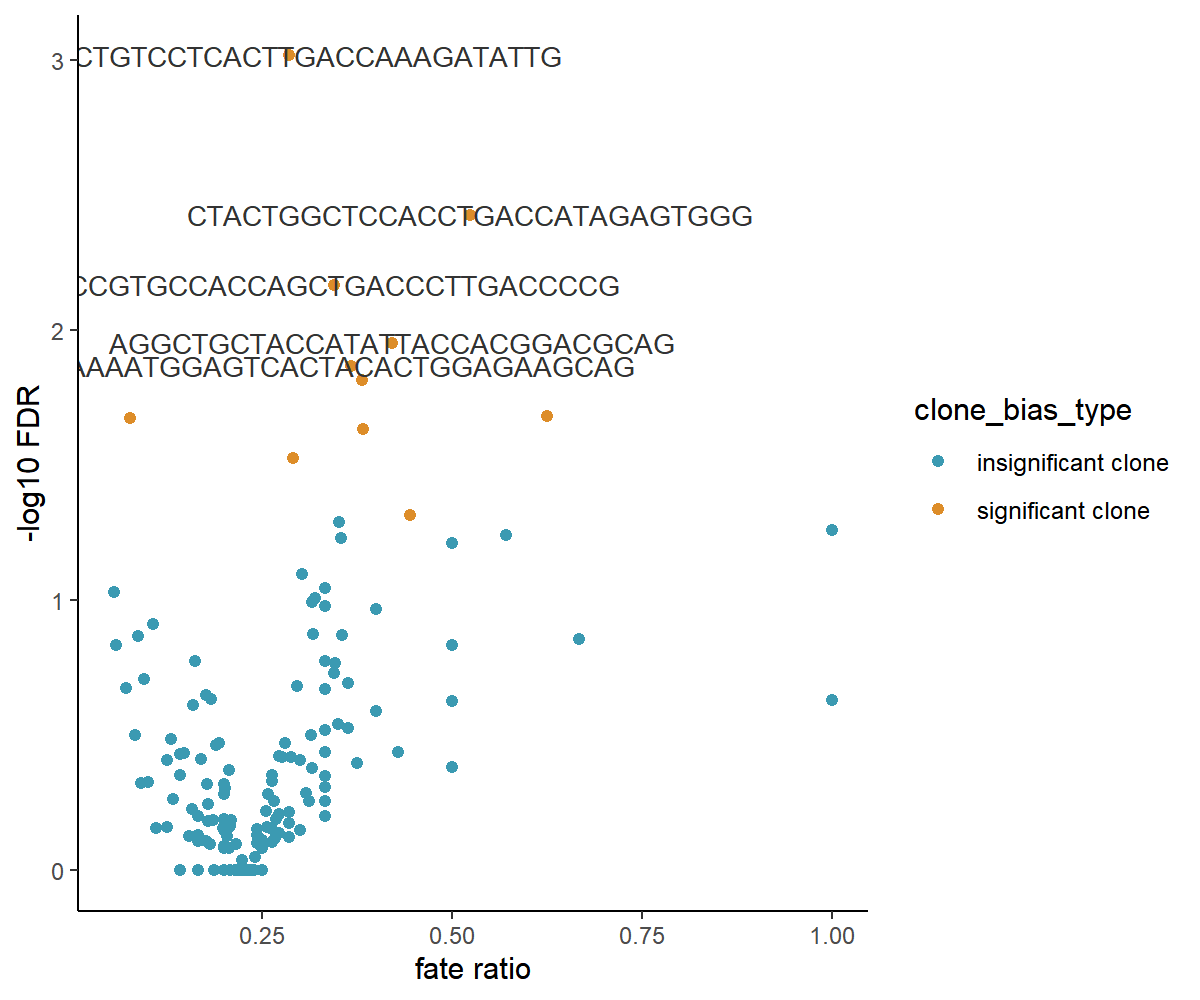 3
CTGTCCTCACTTGACCAAAGATATTG
CTACTGGCTCCACCTGACCATAGAGTGGG
CCGTGCCACCAGCTGACCCTTGACCCCG
2
AGGCTGCTACCATATTACCACGGACGCAG
AAAATGGAGTCACTACACTGGAGAAGCAG
1
0
-log10 FDR
0.25
0.50
0.75
1.00
fate ratio
clone_bias_type
insignificant clone
significant clone